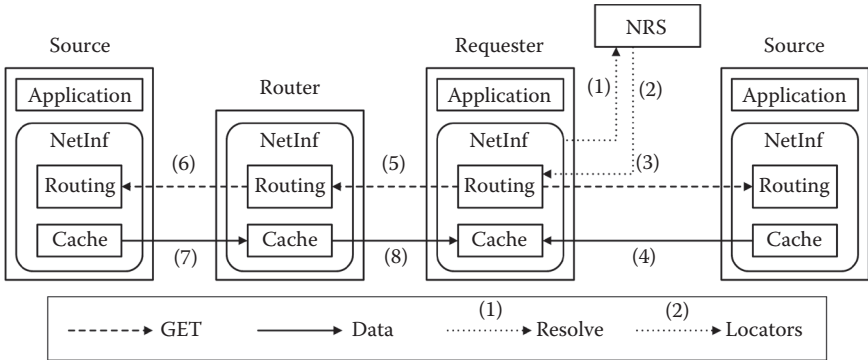 NRS
Source
Requester
Source
Router
(1)
(2)
Application
Application
Application
NetInf
NetInf
NetInf
NetInf
(6)
(5)
(3)
Routing
Routing
Routing
Routing
Cache
Cache
Cache
Cache
(7)
(8)
(4)
(1)
(2)
GET
Data
Resolve
Locators